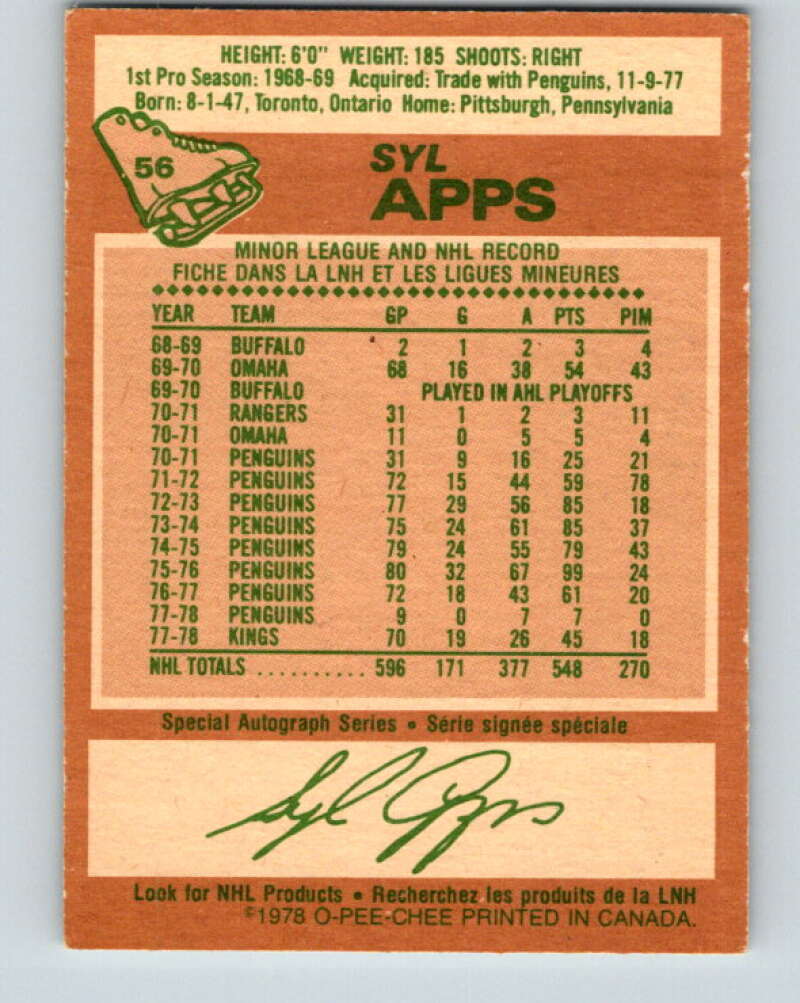 HEIGHT: 6'0" WEIGHT: 185 SHOOTS: RIGHT
1st Pro Season: 1968-69 Acquired: Trade with Penguins, 11-9-77
Born: 8-1-47, Toronto, Ontario Home: Pittsburgh, Pennsylvania
56
SYL
APPS
MINOR LEAGUE AND NHL RECORD
FICHE DANS LA LNH ET LES LIGUES MINEURES
YEAR TEAM GP G A PTS PIM
68-69 BUFFALO 2 1 2 3 4
69-70 OMAHA 68 16 38 54 43
69-70 BUFFALO PLAYED IN AHL PLAYOFFS
70-71 RANGERS 31 1 2 3 11
70-71 OMAHA 11 0 5 5 4
70-71 PENGUINS 31 9 16 25 21
71-72 PENGUINS 72 15 44 59 78
72-73 PENGUINS 77 29 56 85 18
73-74 PENGUINS 75 24 61 85 37
74-75 PENGUINS 79 24 55 79 43
75-76 PENGUINS 80 32 67 99 24
76-77 PENGUINS 72 18 43 61 20
77-78 PENGUINS 9 0 7 7 0
77-78 KINGS 70 19 26 45 18
NHL TOTALS .......... 596 171 377 548 270
Special Autograph Series • Série signée spéciale
Syl Apps
Look for NHL Products • Recherchez les produits de la LNH
©1978 O-PEE-CHEE PRINTED IN CANADA.